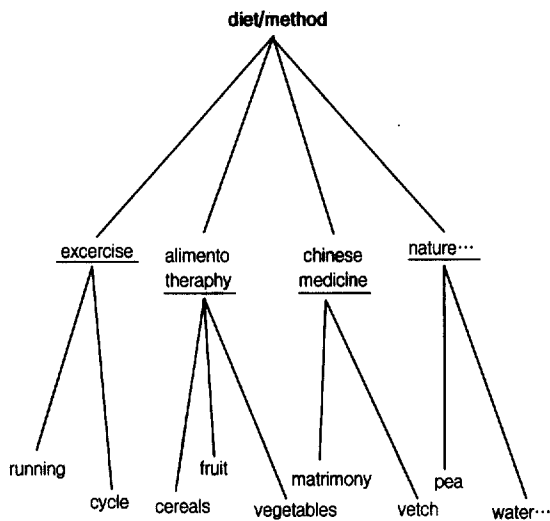 diet/method
excercise
alimento
theraphy
chinese
medicine
nature⋯
running
cycle
cereals
fruit
vegetables
matrimony
vetch
pea
water⋯